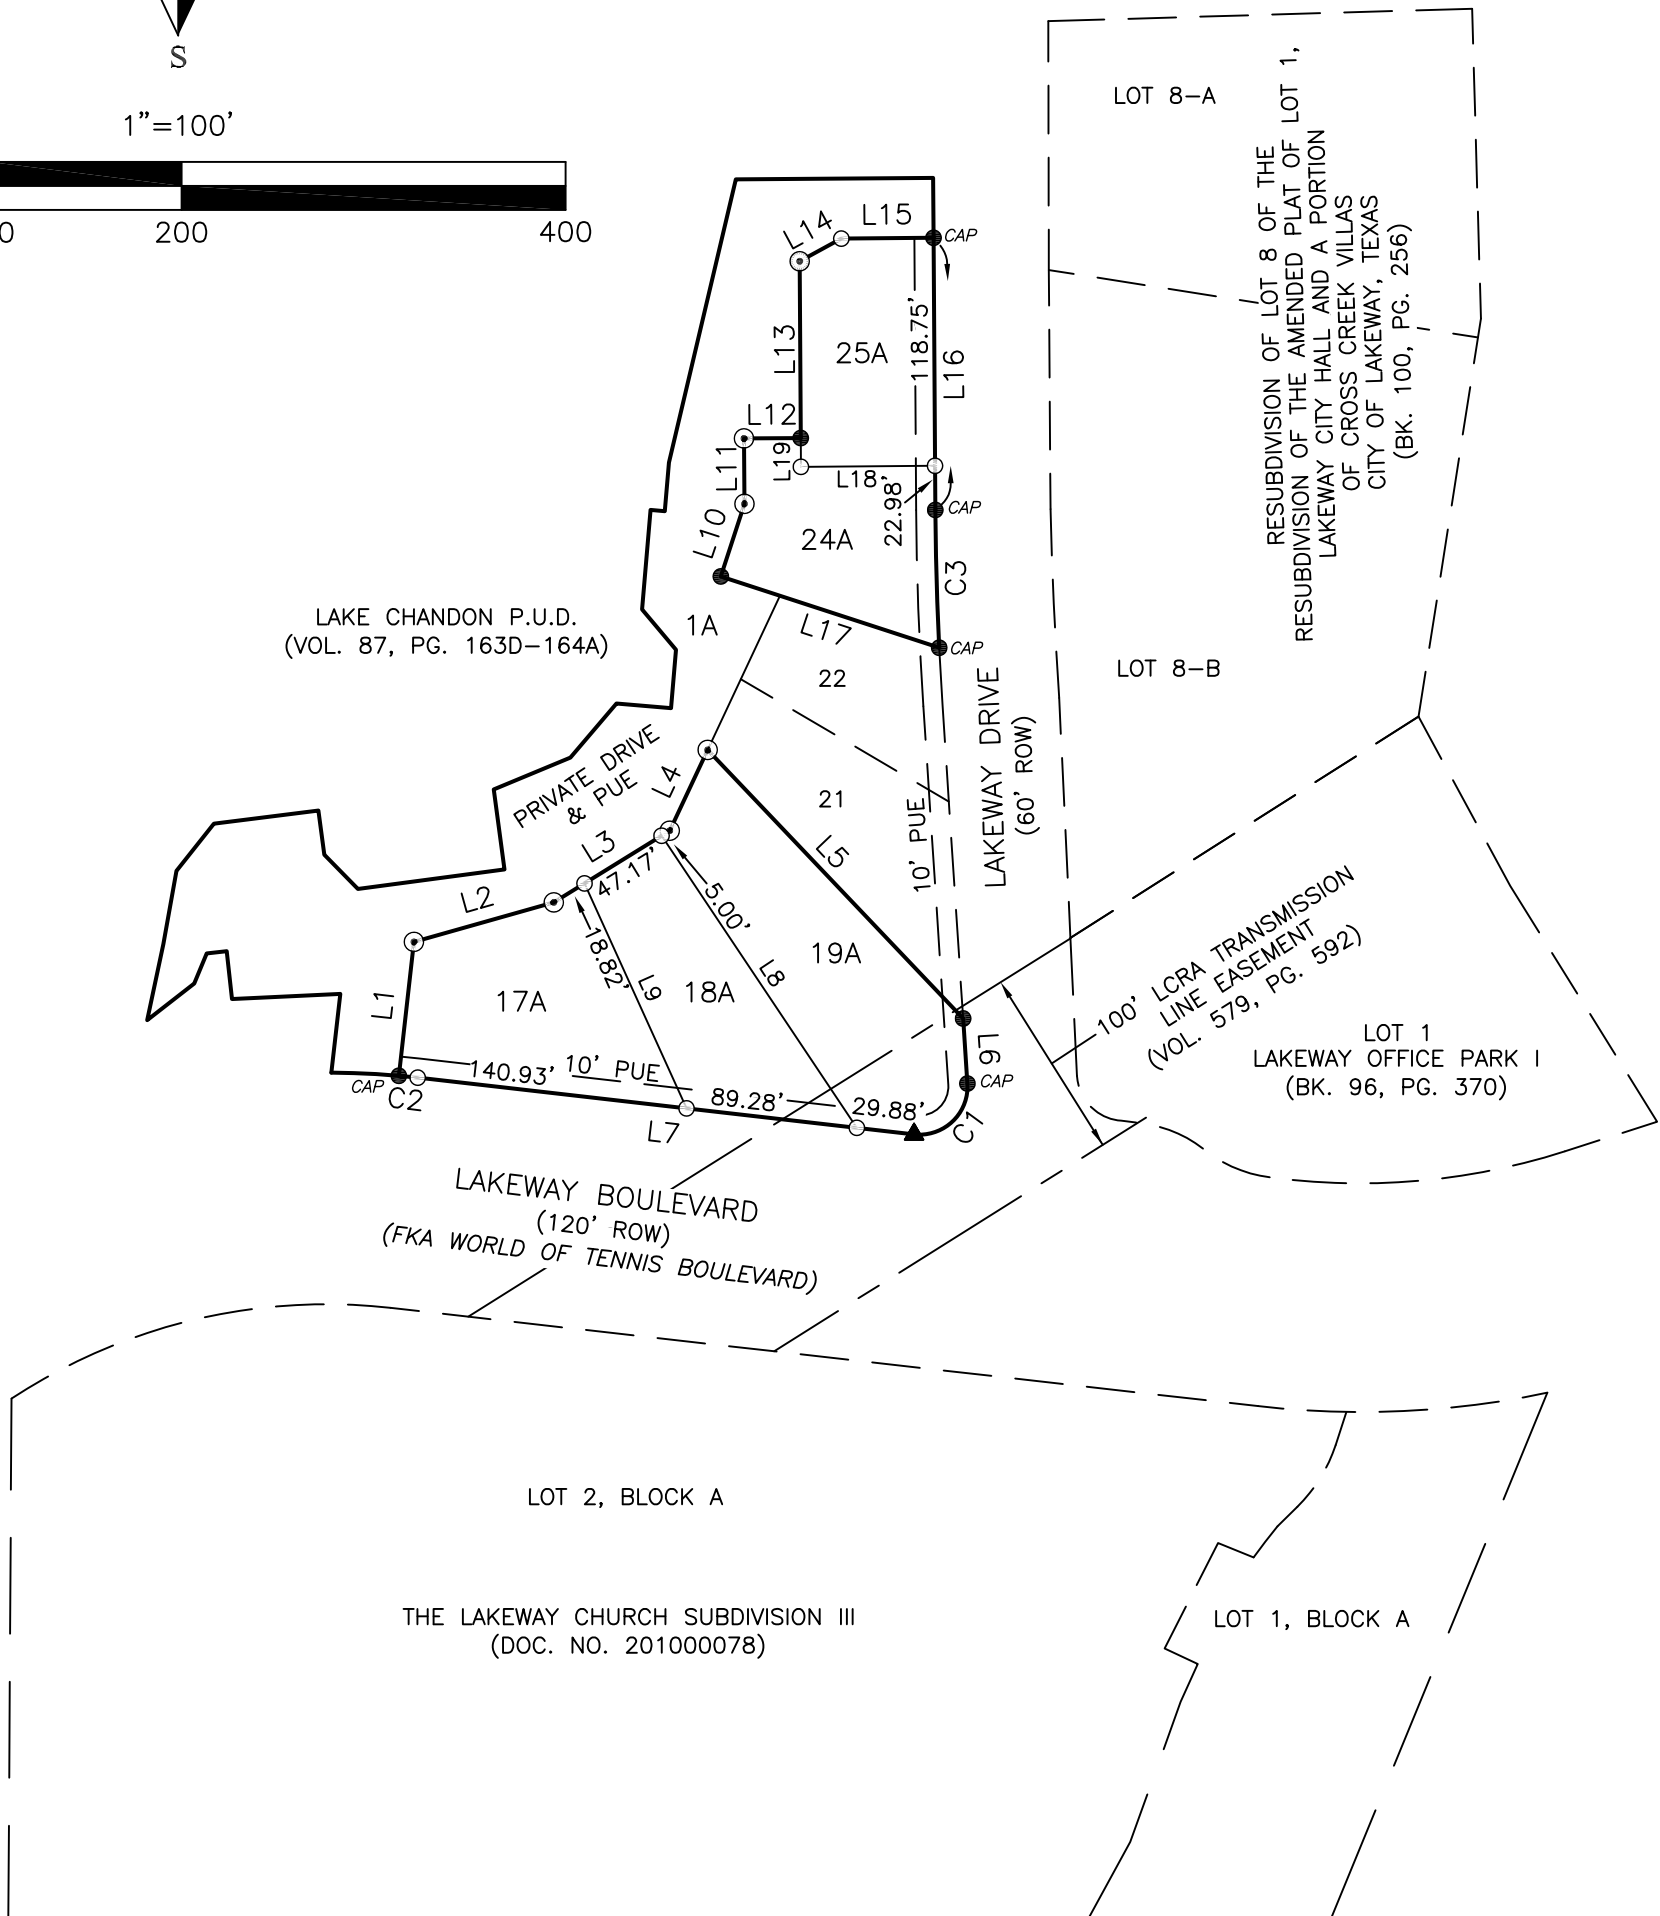 S
1"=100'
0
200
400
LOT 8-A
RESUBDIVISION OF LOT 8 OF THE
RESUBDIVISION OF THE AMENDED PLAT OF LOT 1,
LAKEWAY CITY HALL AND A PORTION
OF CROSS CREEK VILLAS
CITY OF LAKEWAY, TEXAS
(BK. 100, PG. 256)
L14
L15
CAP
L13
25A
118.75'
L16
L12
L11
L19
L18
22.98'
CAP
L10
24A
C3
LAKE CHANDON P.U.D.
(VOL. 87, PG. 163D-164A)
1A
L17
CAP
22
LOT 8-B
LAKEWAY DRIVE
(60' ROW)
PRIVATE DRIVE
& PUE
L4
21
10' PUE
L3
47.17'
L5
L2
5.00'
18.82'
L9
L8
19A
18A
17A
L1
100' LCRA TRANSMISSION
LINE EASEMENT
(VOL. 579, PG. 592)
LOT 1
LAKEWAY OFFICE PARK I
(BK. 96, PG. 370)
L6
CAP
CAP
C2
140.93'
10' PUE
89.28'
29.88'
C1
L7
LAKEWAY BOULEVARD
(120' ROW)
(FKA WORLD OF TENNIS BOULEVARD)
LOT 2, BLOCK A
THE LAKEWAY CHURCH SUBDIVISION III
(DOC. NO. 201000078)
LOT 1, BLOCK A